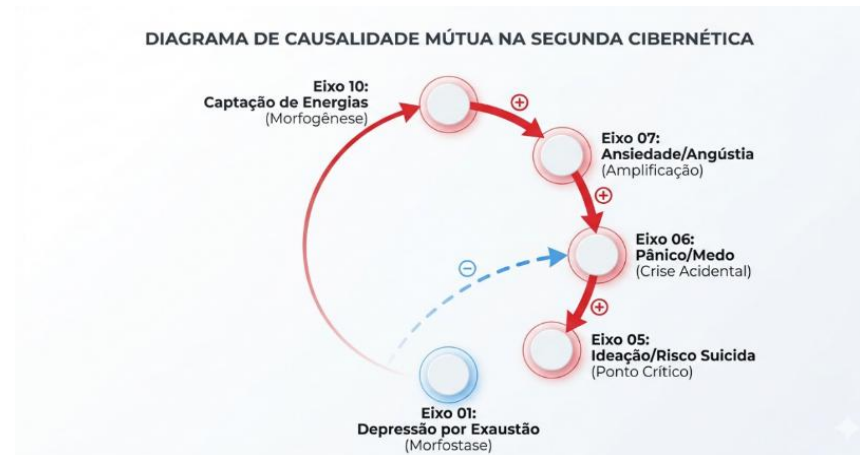 DIAGRAMA DE CAUSALIDADE MÚTUA NA SEGUNDA CIBERNÉTICA
Eixo 10:
Captação de Energias
(Morfogênese)
+
Eixo 07:
Ansiedade/Angústia
(Amplificação)
+
Eixo 06:
Pânico/Medo
(Crise Acidental)
−
+
Eixo 05:
Ideação/Risco Suicida
(Ponto Crítico)
Eixo 01:
Depressão por Exaustão
(Morfostase)